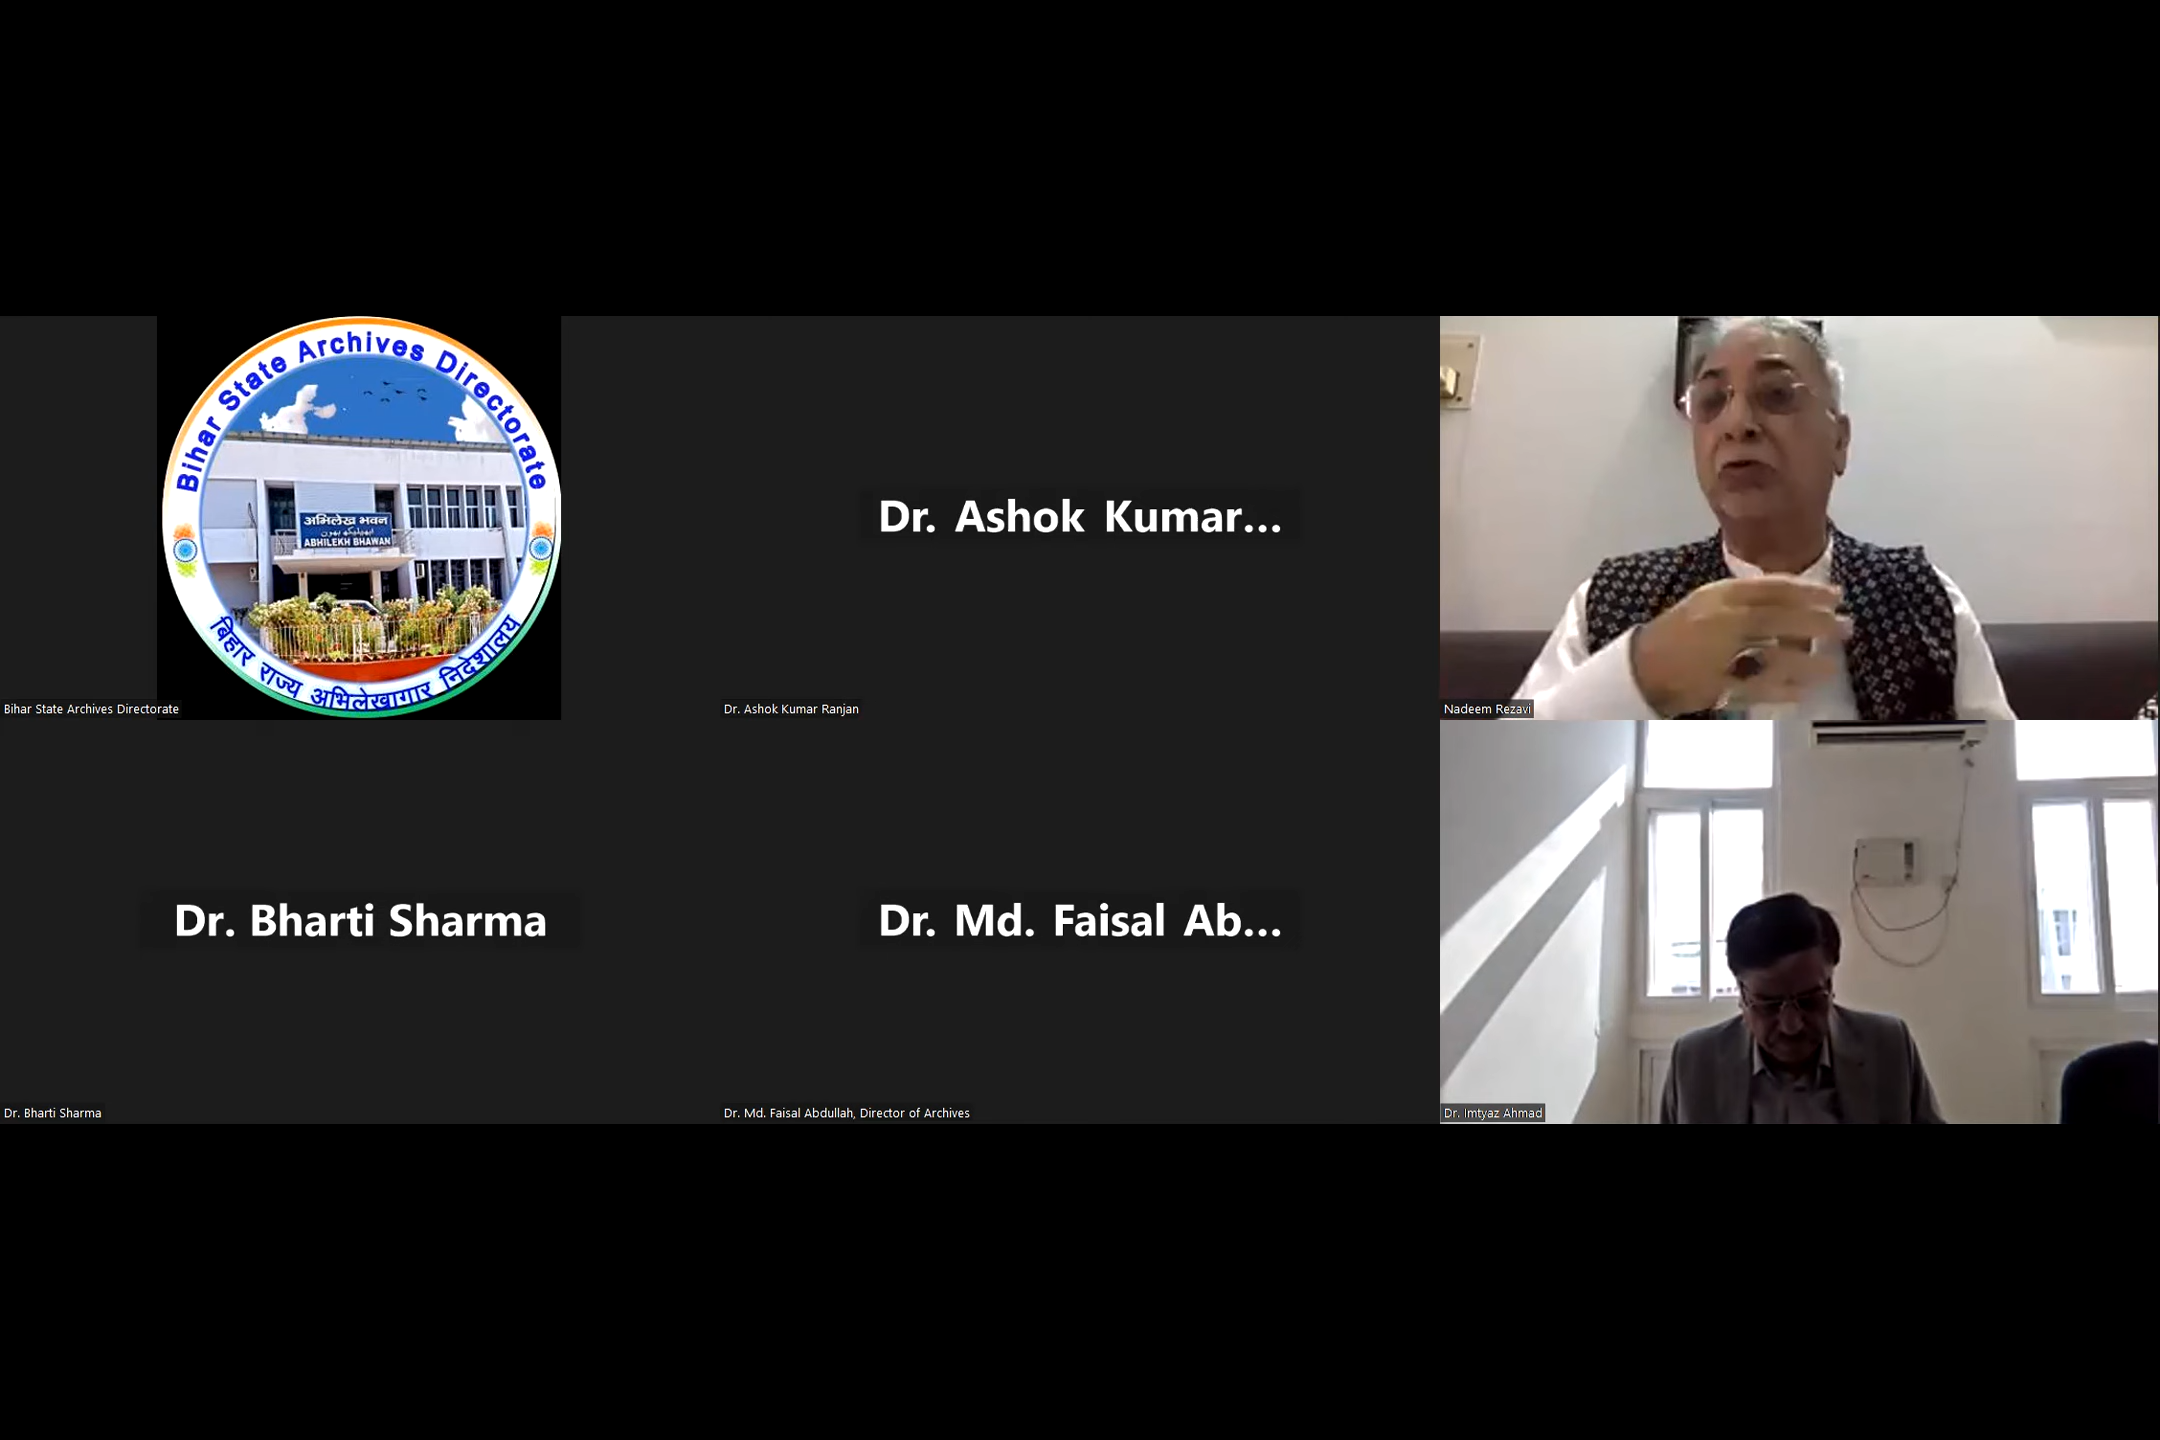 Bihar State Archives Directorate
अभिलेख भवन
ABHILEKH BHAWAN
बिहार राज्य अभिलेखागार निदेशालय
Bihar State Archives Directorate
Dr. Ashok Kumar...
Dr. Ashok Kumar Ranjan
Nadeem Rezavi
Dr. Bharti Sharma
Dr. Bharti Sharma
Dr. Md. Faisal Ab...
Dr. Md. Faisal Abdullah, Director of Archives
Dr. Imtyaz Ahmad